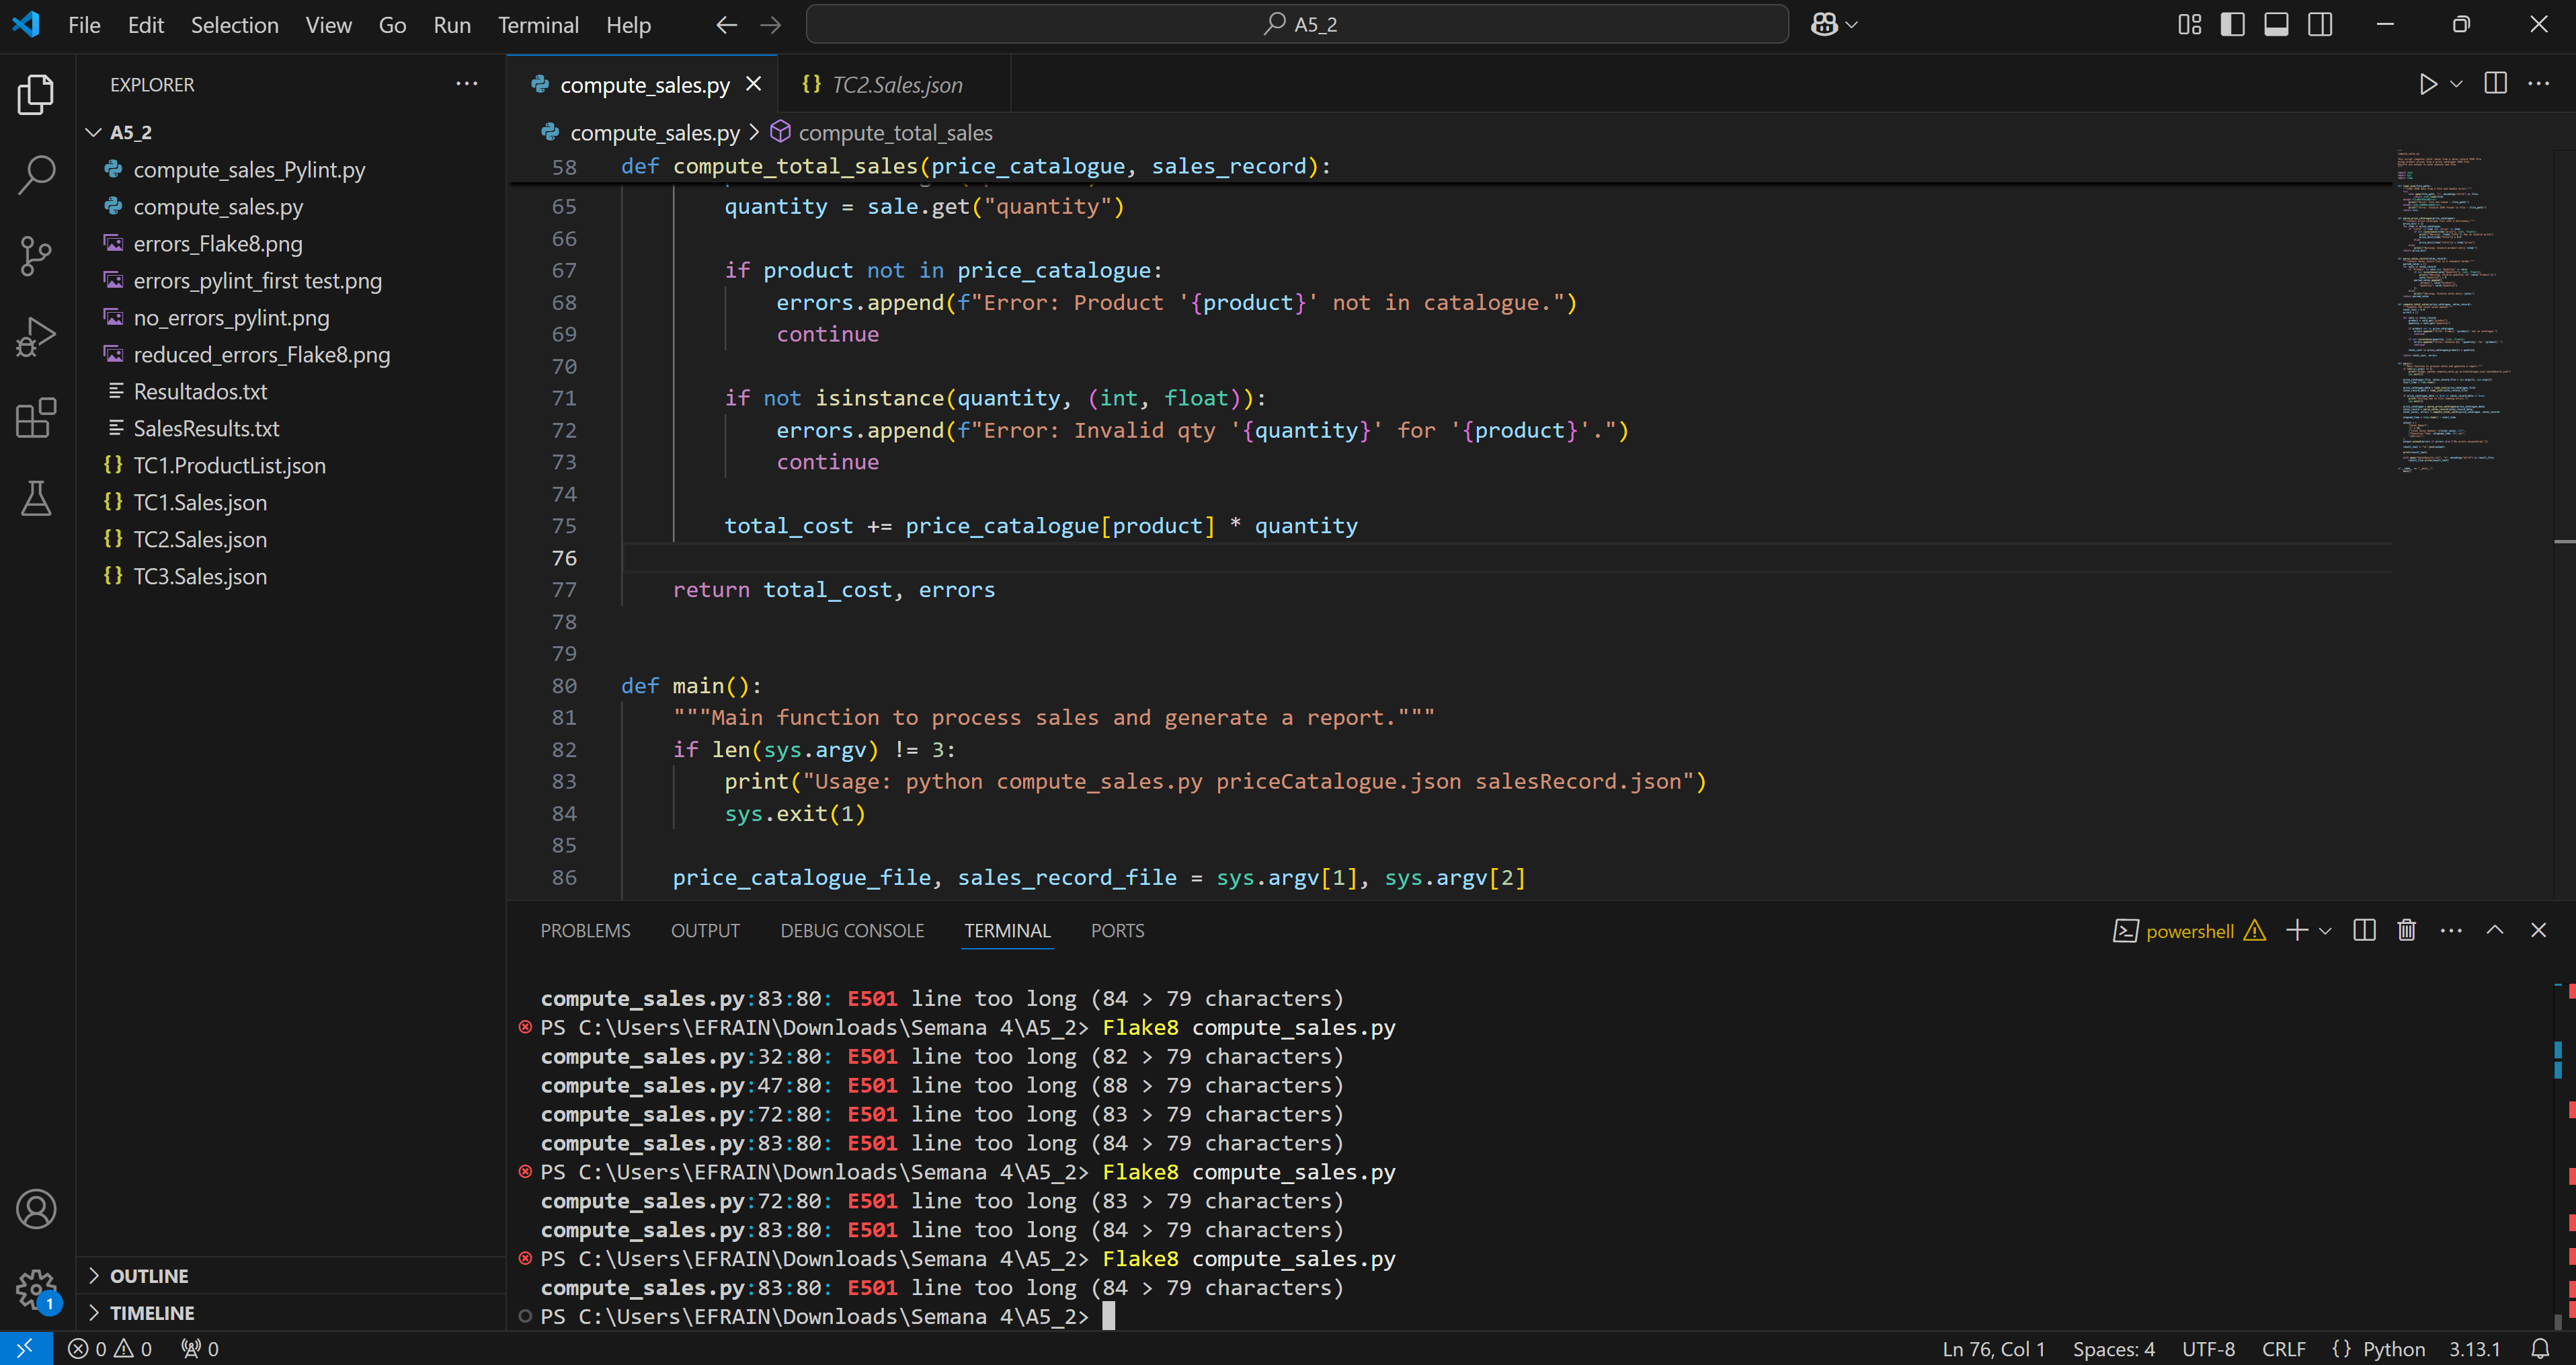 File Edit Selection View Go Run Terminal Help
A5_2
EXPLORER
A5_2
compute_sales_Pylint.py
compute_sales.py
errors_Flake8.png
errors_pylint_first test.png
no_errors_pylint.png
reduced_errors_Flake8.png
Resultados.txt
SalesResults.txt
TC1.ProductList.json
TC1.Sales.json
TC2.Sales.json
TC3.Sales.json
OUTLINE
TIMELINE
compute_sales.py TC2.Sales.json
compute_sales.py > compute_total_sales
58 def compute_total_sales(price_catalogue, sales_record):
65 quantity = sale.get("quantity")
66
67 if product not in price_catalogue:
68 errors.append(f"Error: Product '{product}' not in catalogue.")
69 continue
70
71 if not isinstance(quantity, (int, float)):
72 errors.append(f"Error: Invalid qty '{quantity}' for '{product}'.")
73 continue
74
75 total_cost += price_catalogue[product] * quantity
76
77 return total_cost, errors
78
79
80 def main():
81 """Main function to process sales and generate a report."""
82 if len(sys.argv) != 3:
83 print("Usage: python compute_sales.py priceCatalogue.json salesRecord.json")
84 sys.exit(1)
85
86 price_catalogue_file, sales_record_file = sys.argv[1], sys.argv[2]
PROBLEMS OUTPUT DEBUG CONSOLE TERMINAL PORTS
powershell
compute_sales.py:83:80: E501 line too long (84 > 79 characters)
PS C:\Users\EFRAIN\Downloads\Semana 4\A5_2> Flake8 compute_sales.py
compute_sales.py:32:80: E501 line too long (82 > 79 characters)
compute_sales.py:47:80: E501 line too long (88 > 79 characters)
compute_sales.py:72:80: E501 line too long (83 > 79 characters)
compute_sales.py:83:80: E501 line too long (84 > 79 characters)
PS C:\Users\EFRAIN\Downloads\Semana 4\A5_2> Flake8 compute_sales.py
compute_sales.py:72:80: E501 line too long (83 > 79 characters)
compute_sales.py:83:80: E501 line too long (84 > 79 characters)
PS C:\Users\EFRAIN\Downloads\Semana 4\A5_2> Flake8 compute_sales.py
compute_sales.py:83:80: E501 line too long (84 > 79 characters)
PS C:\Users\EFRAIN\Downloads\Semana 4\A5_2>
1
0 0 0 Ln 76, Col 1 Spaces: 4 UTF-8 CRLF {} Python 3.13.1